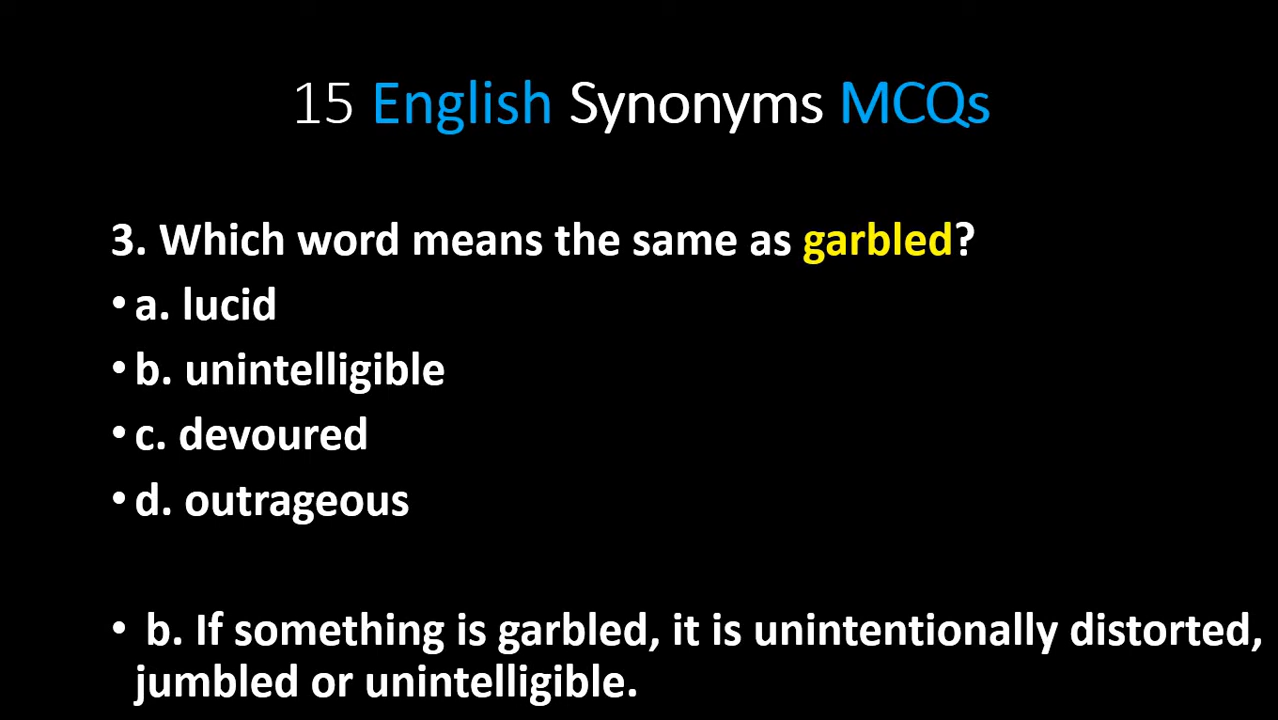 15 English Synonyms MCQs
3. Which word means the same as garbled?
• a. lucid
• b. unintelligible
• c. devoured
• d. outrageous
• b. If something is garbled, it is unintentionally distorted,
jumbled or unintelligible.